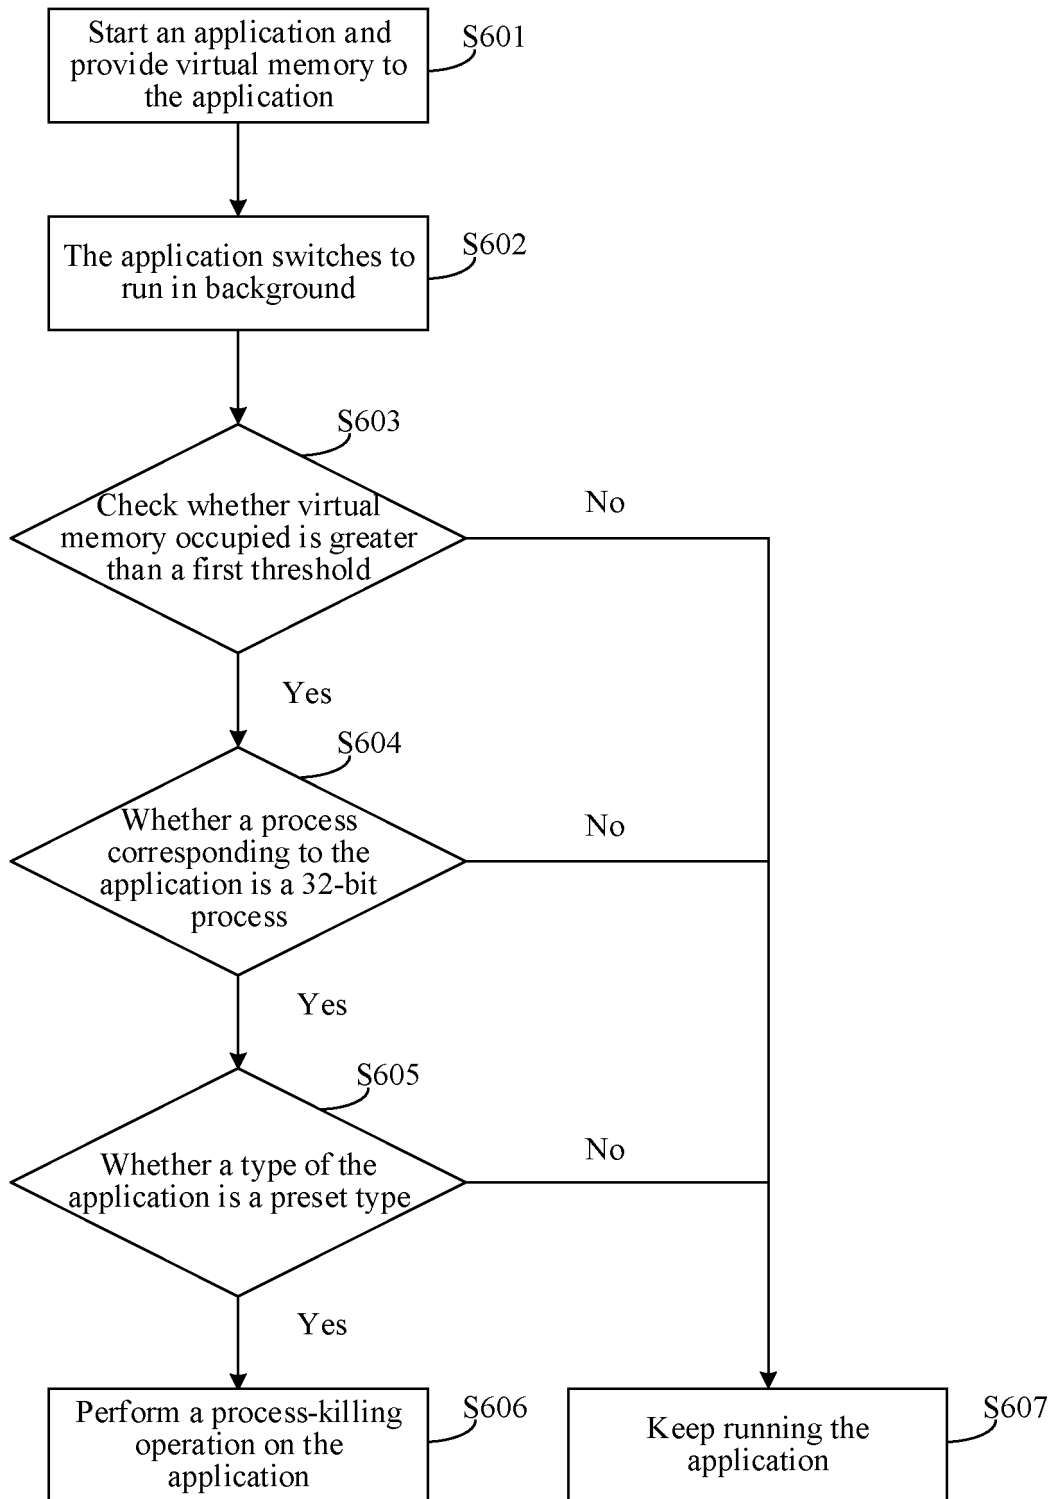 Start an application and
provide virtual memory to
the application
S601
The application switches to
run in background
S602
S603
Check whether virtual
memory occupied is greater
than a first threshold
No
Yes
S604
Whether a process
corresponding to the
application is a 32-bit
process
No
Yes
S605
Whether a type of the
application is a preset type
No
Yes
Perform a process-killing
operation on the
application
S606
Keep running the
application
S607